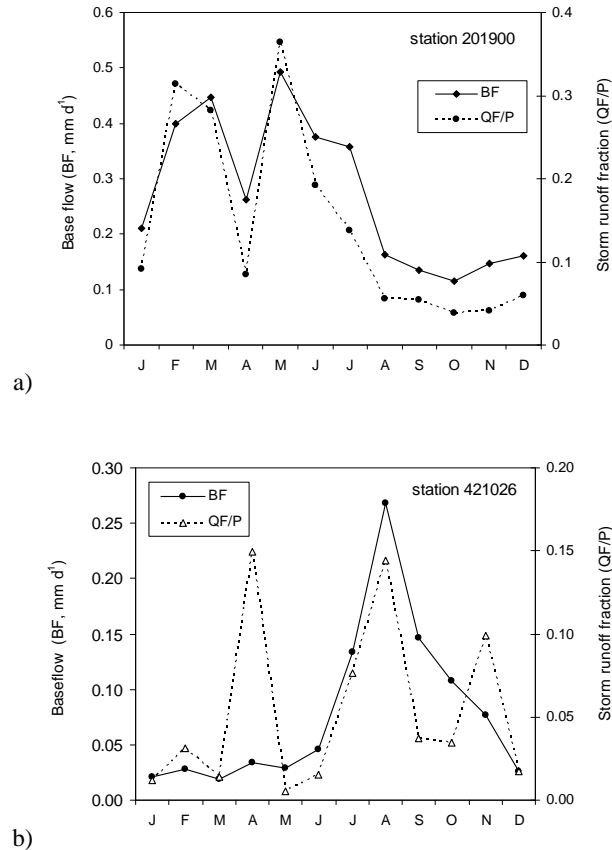 station 201900
BF
QF/P
Base flow (BF, mm d⁻¹)
0.6
0.5
0.4
0.3
0.2
0.1
0
Storm runoff fraction (QF/P)
0.4
0.3
0.2
0.1
0
J F M A M J J A S O N D
a)
station 421026
BF
QF/P
Baseflow (BF, mm d⁻¹)
0.30
0.25
0.20
0.15
0.10
0.05
0.00
Storm runoff fraction (QF/P)
0.20
0.15
0.10
0.05
0.00
J F M A M J J A S O N D
b)